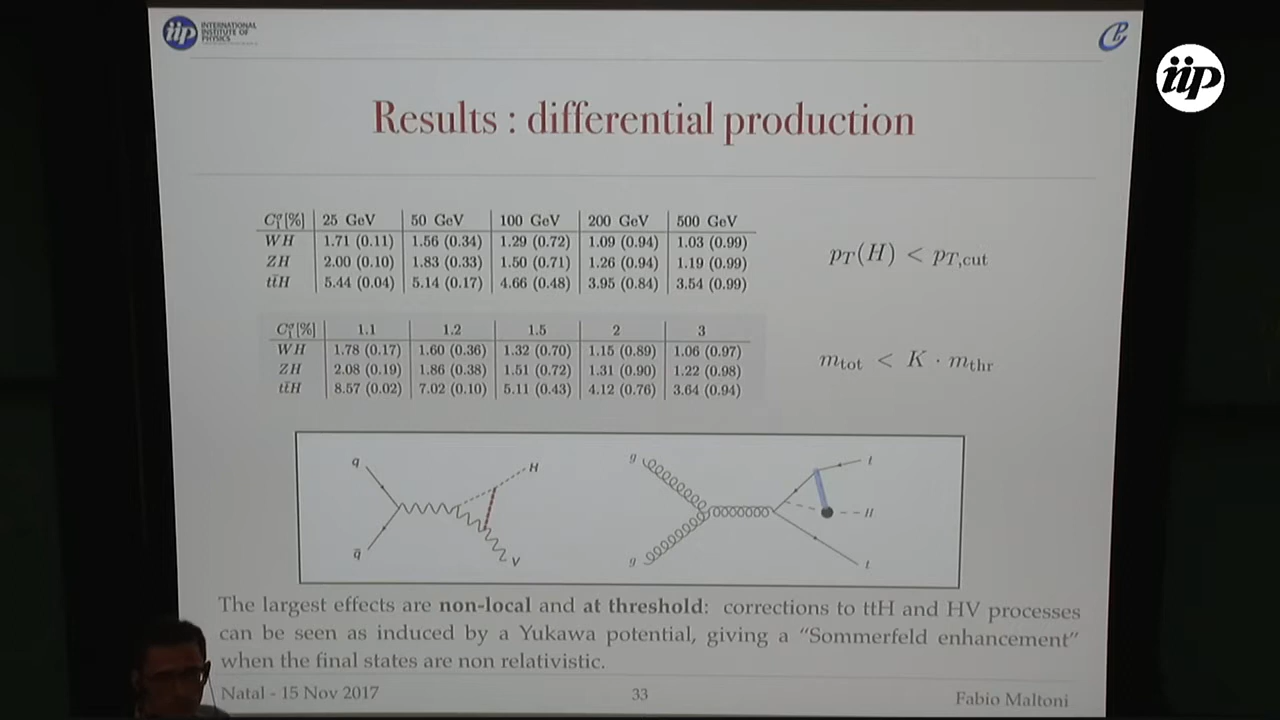 iip INTERNATIONAL INSTITUTE OF PHYSICS
iip
Results : differential production
C₁^σ[%] 25 GeV 50 GeV 100 GeV 200 GeV 500 GeV
WH 1.71 (0.11) 1.56 (0.34) 1.29 (0.72) 1.09 (0.94) 1.03 (0.99)
ZH 2.00 (0.10) 1.83 (0.33) 1.50 (0.71) 1.26 (0.94) 1.19 (0.99)
tt̄H 5.44 (0.04) 5.14 (0.17) 4.66 (0.48) 3.95 (0.84) 3.54 (0.99)
p_T(H) < p_T,cut
C₁^σ[%] 1.1 1.2 1.5 2 3
WH 1.78 (0.17) 1.60 (0.36) 1.32 (0.70) 1.15 (0.89) 1.06 (0.97)
ZH 2.08 (0.19) 1.86 (0.38) 1.51 (0.72) 1.31 (0.90) 1.22 (0.98)
tt̄H 8.57 (0.02) 7.02 (0.10) 5.11 (0.43) 4.12 (0.76) 3.64 (0.94)
m_tot < K · m_thr
q H
q̄ V
g t
H
g t
The largest effects are non-local and at threshold: corrections to ttH and HV processes
can be seen as induced by a Yukawa potential, giving a "Sommerfeld enhancement"
when the final states are non relativistic.
Natal - 15 Nov 2017 33 Fabio Maltoni